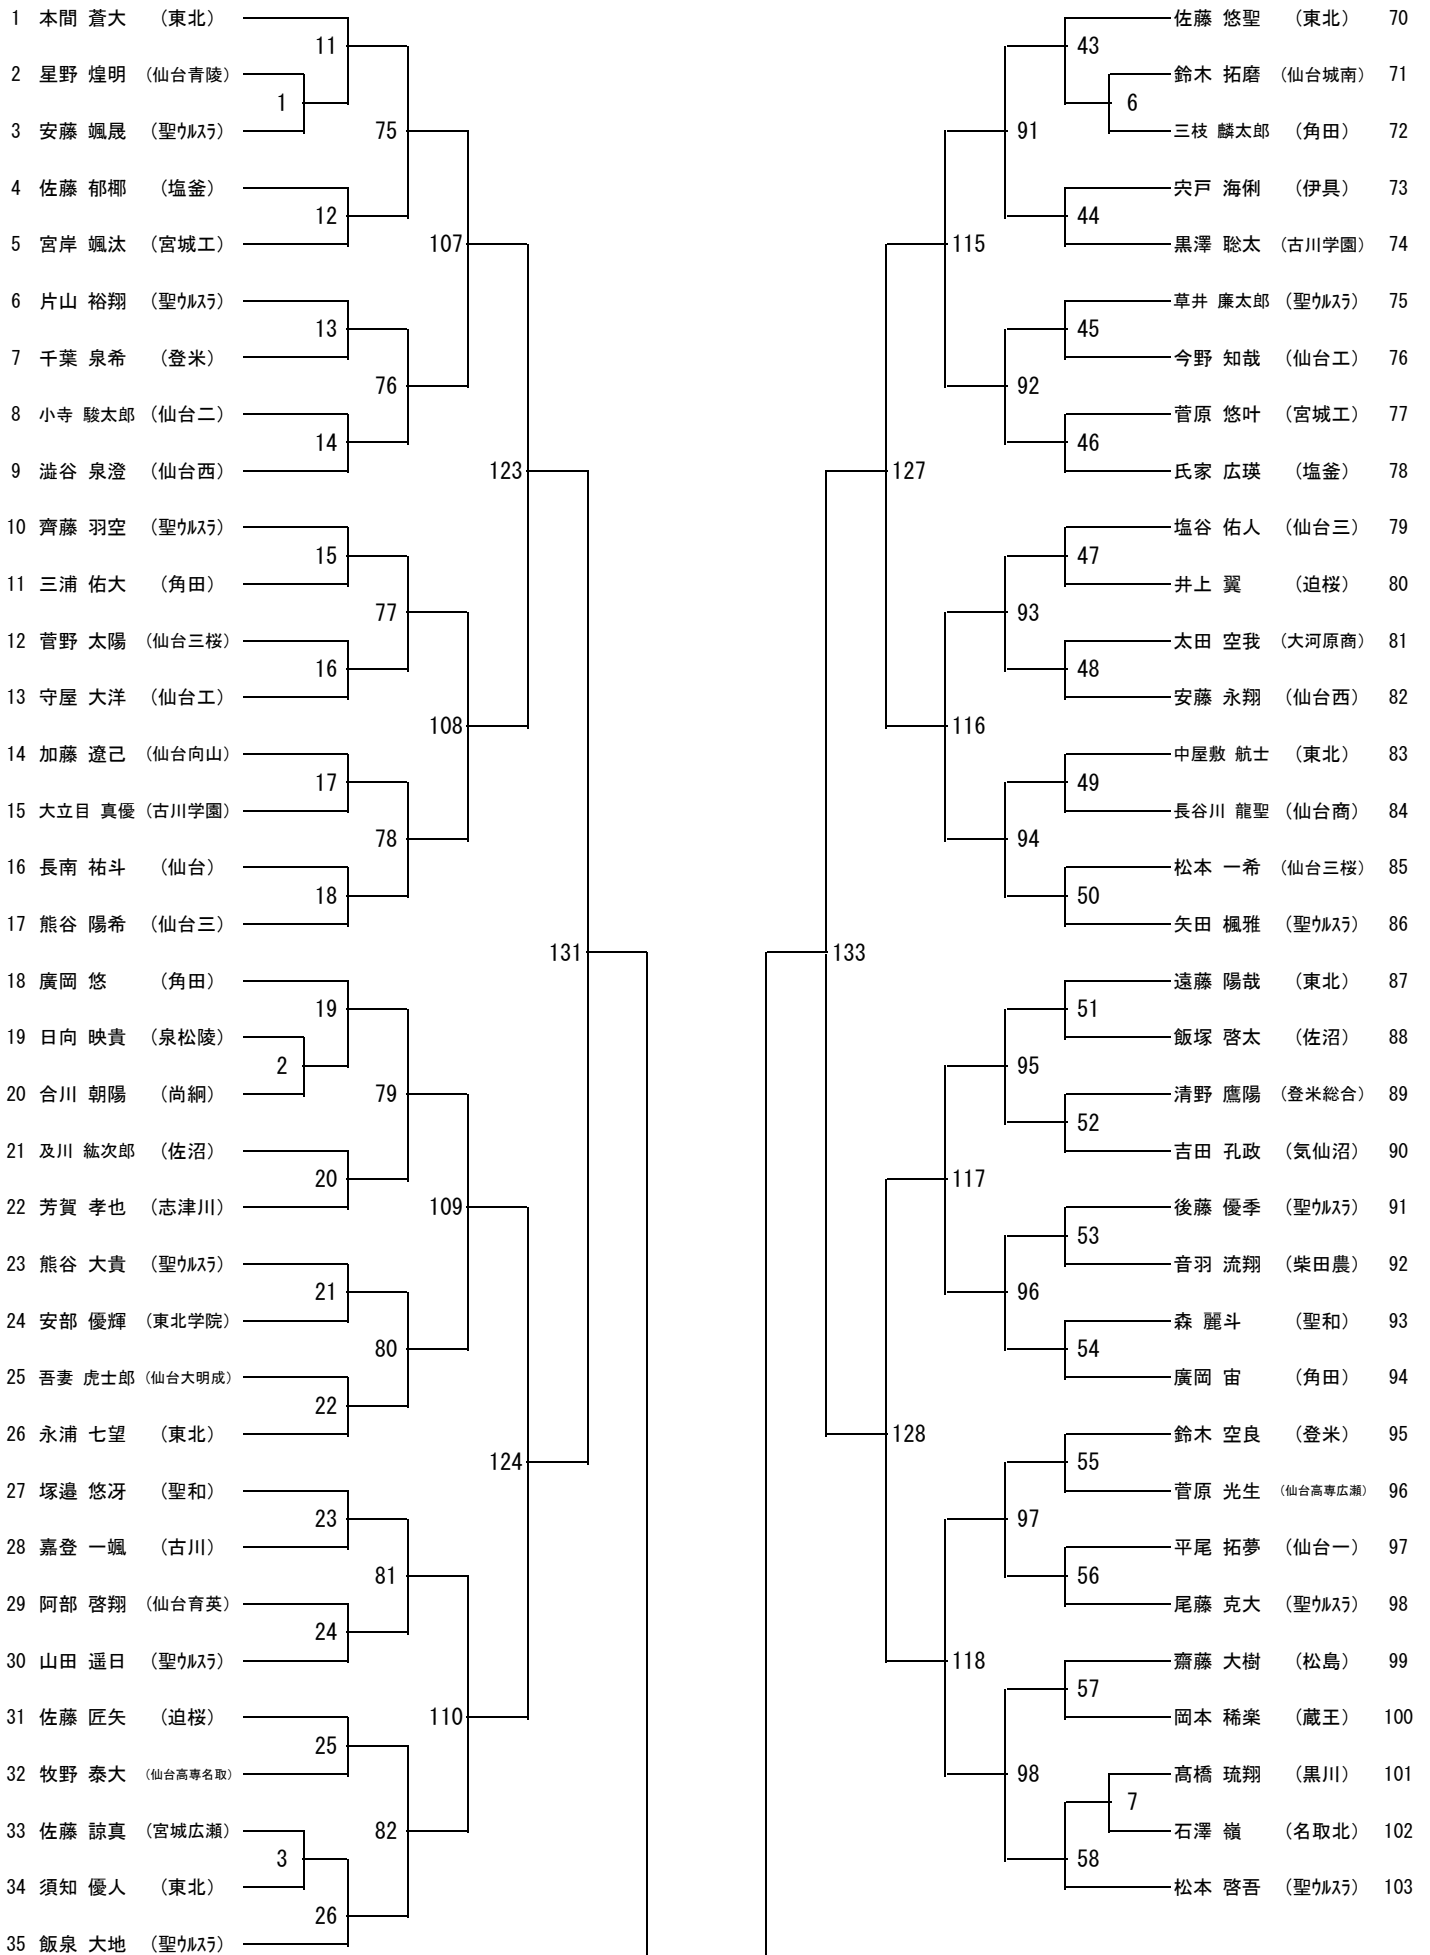 1 本間 蒼大 （東北）
11
2 星野 煌明 （仙台青陵）
1
3 安藤 颯晟 （聖ｳﾙｽﾗ）
75
4 佐藤 郁椰 （塩釜）
12
5 宮岸 颯汰 （宮城工）
107
6 片山 裕翔 （聖ｳﾙｽﾗ）
13
7 千葉 泉希 （登米）
76
8 小寺 駿太郎 （仙台二）
14
9 澁谷 泉澄 （仙台西）
123
10 齊藤 羽空 （聖ｳﾙｽﾗ）
15
11 三浦 佑大 （角田）
77
12 菅野 太陽 （仙台三桜）
16
13 守屋 大洋 （仙台工）
108
14 加藤 遼己 （仙台向山）
17
15 大立目 真優 （古川学園）
78
16 長南 祐斗 （仙台）
18
17 熊谷 陽希 （仙台三）
131
18 廣岡 悠 （角田）
19
19 日向 映貴 （泉松陵）
2
20 合川 朝陽 （尚絅）
79
21 及川 紘次郎 （佐沼）
20
22 芳賀 孝也 （志津川）
109
23 熊谷 大貴 （聖ｳﾙｽﾗ）
21
24 安部 優輝 （東北学院）
80
25 吾妻 虎士郎 （仙台大明成）
22
26 永浦 七望 （東北）
124
27 塚邉 悠冴 （聖和）
23
28 嘉登 一颯 （古川）
81
29 阿部 啓翔 （仙台育英）
24
30 山田 遥日 （聖ｳﾙｽﾗ）
31 佐藤 匠矢 （迫桜）
110
25
32 牧野 泰大 （仙台高専名取）
33 佐藤 諒真 （宮城広瀬）
82
3
34 須知 優人 （東北）
26
35 飯泉 大地 （聖ｳﾙｽﾗ）
佐藤 悠聖 （東北） 70
43
鈴木 拓磨 （仙台城南） 71
6
三枝 麟太郎 （角田） 72
91
宍戸 海俐 （伊具） 73
44
黒澤 聡太 （古川学園） 74
115
草井 廉太郎 （聖ｳﾙｽﾗ） 75
45
今野 知哉 （仙台工） 76
92
菅原 悠叶 （宮城工） 77
46
氏家 広瑛 （塩釜） 78
127
塩谷 佑人 （仙台三） 79
47
井上 翼 （迫桜） 80
93
太田 空我 （大河原商） 81
48
安藤 永翔 （仙台西） 82
116
中屋敷 航士 （東北） 83
49
長谷川 龍聖 （仙台商） 84
94
松本 一希 （仙台三桜） 85
50
矢田 楓雅 （聖ｳﾙｽﾗ） 86
133
遠藤 陽哉 （東北） 87
51
飯塚 啓太 （佐沼） 88
95
清野 鷹陽 （登米総合） 89
52
吉田 孔政 （気仙沼） 90
117
後藤 優季 （聖ｳﾙｽﾗ） 91
53
音羽 流翔 （柴田農） 92
96
森 麗斗 （聖和） 93
54
廣岡 宙 （角田） 94
128
鈴木 空良 （登米） 95
55
菅原 光生 （仙台高専広瀬） 96
97
平尾 拓夢 （仙台一） 97
56
尾藤 克大 （聖ｳﾙｽﾗ） 98
118
齋藤 大樹 （松島） 99
57
岡本 稀楽 （蔵王） 100
98
髙橋 琉翔 （黒川） 101
7
石澤 嶺 （名取北） 102
58
松本 啓吾 （聖ｳﾙｽﾗ） 103